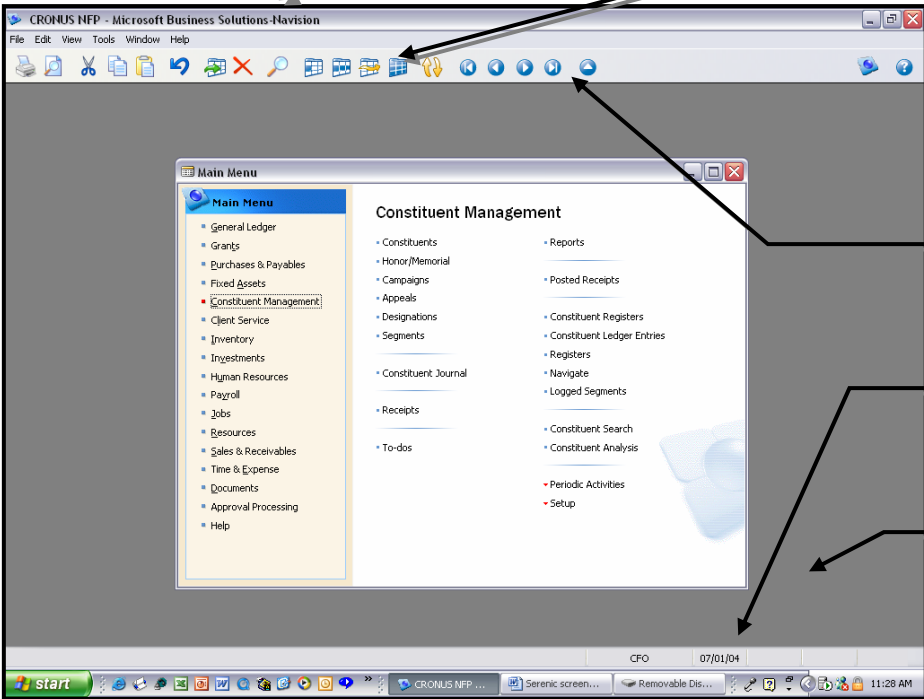 CRONUS NFP - Microsoft Business Solutions-Navision
File Edit View Tools Window Help
Main Menu
Main Menu
General Ledger
Grants
Purchases & Payables
Fixed Assets
Constituent Management
Client Service
Inventory
Investments
Human Resources
Payroll
Jobs
Resources
Sales & Receivables
Time & Expense
Documents
Approval Processing
Help
Constituent Management
Constituents
Honor/Memorial
Campaigns
Appeals
Designations
Segments
Constituent Journal
Receipts
To-dos
Reports
Posted Receipts
Constituent Registers
Constituent Ledger Entries
Registers
Navigate
Logged Segments
Constituent Search
Constituent Analysis
Periodic Activities
Setup
CFO 07/01/04
start CRONUS NFP ... Serenic screen... Removable Dis... 11:28 AM